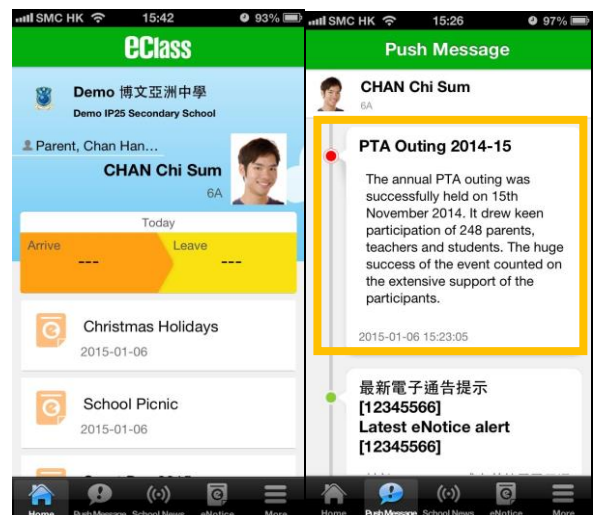 SMC HK 15:42 93%
eClass
Demo 博文亞洲中學
Demo IP25 Secondary School
Parent, Chan Han...
CHAN Chi Sum
6A
Today
Arrive
Leave
---
---
Christmas Holidays
2015-01-06
School Picnic
2015-01-06
Home Push Message School News eNotice More
SMC HK 15:26 97%
Push Message
CHAN Chi Sum
6A
PTA Outing 2014-15
The annual PTA outing was
successfully held on 15th
November 2014. It drew keen
participation of 248 parents,
teachers and students. The huge
success of the event counted on
the extensive support of the
participants.
2015-01-06 15:23:05
最新電子通告提示
[12345566]
Latest eNotice alert
[12345566]
Home Push Message School News eNotice More